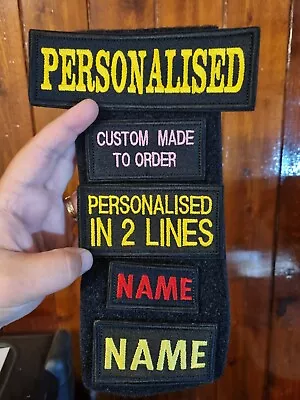 PERSONALISED
CUSTOM MADE
TO ORDER
PERSONALISED
IN 2 LINES
NAME
NAME